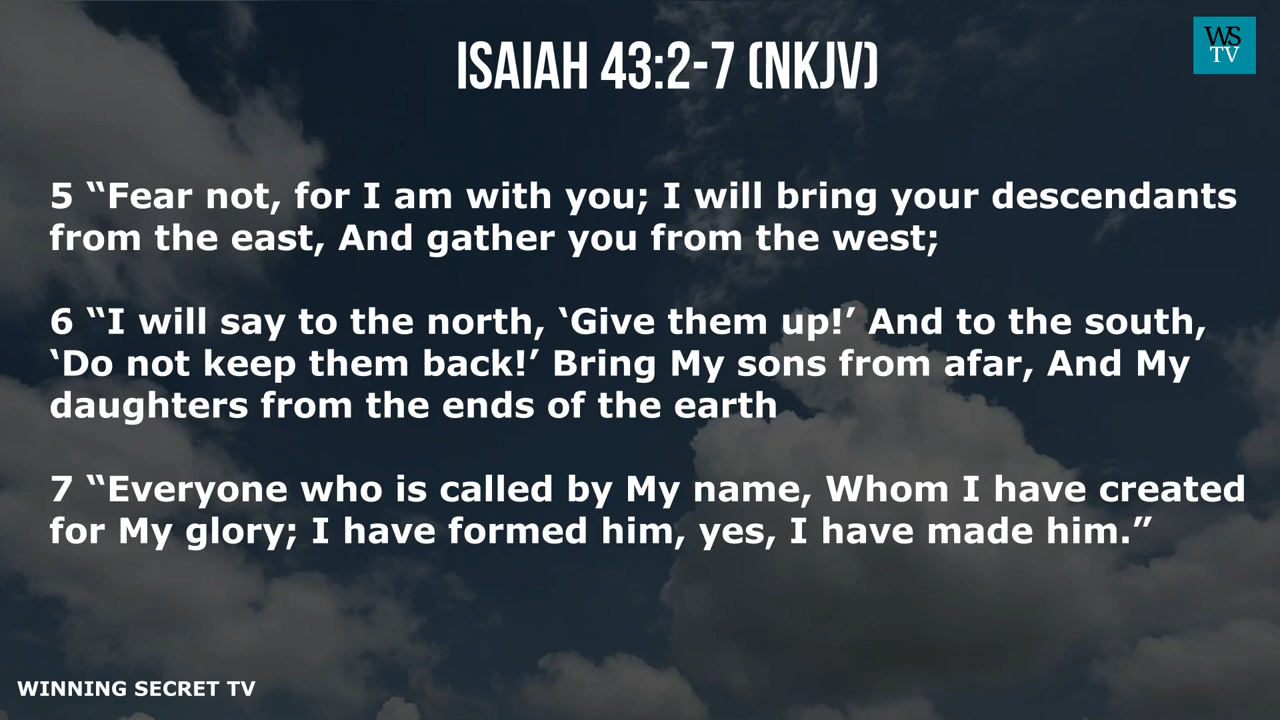 ISAIAH 43:2-7 (NKJV)
WS
TV
5 “Fear not, for I am with you; I will bring your descendants
from the east, And gather you from the west;
6 “I will say to the north, ‘Give them up!’ And to the south,
‘Do not keep them back!’ Bring My sons from afar, And My
daughters from the ends of the earth
7 “Everyone who is called by My name, Whom I have created
for My glory; I have formed him, yes, I have made him.”
WINNING SECRET TV